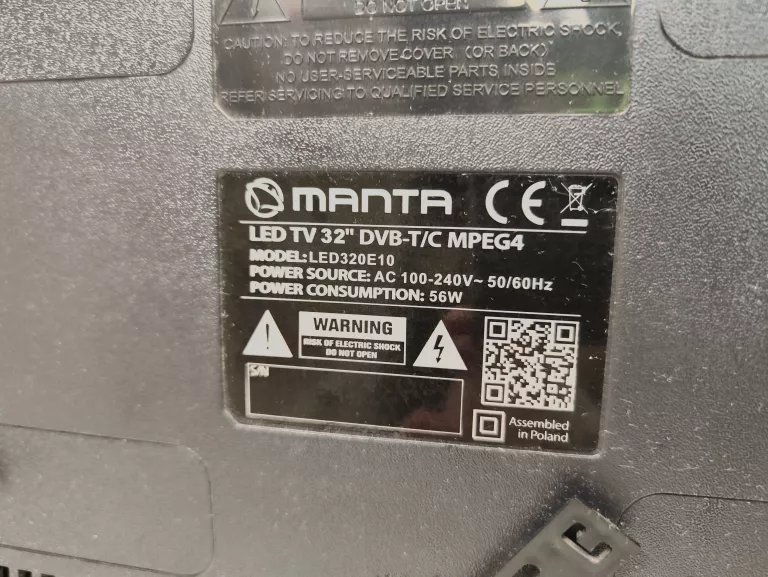 DO NOT OPEN
CAUTION: TO REDUCE THE RISK OF ELECTRIC SHOCK,
DO NOT REMOVE COVER (OR BACK)
NO USER-SERVICEABLE PARTS INSIDE
REFER SERVICING TO QUALIFIED SERVICE PERSONNEL
MANTA CE
LED TV 32" DVB-T/C MPEG4
MODEL: LED320E10
POWER SOURCE: AC 100-240V~ 50/60Hz
POWER CONSUMPTION: 56W
WARNING
RISK OF ELECTRIC SHOCK
DO NOT OPEN
S/N
Assembled
in Poland